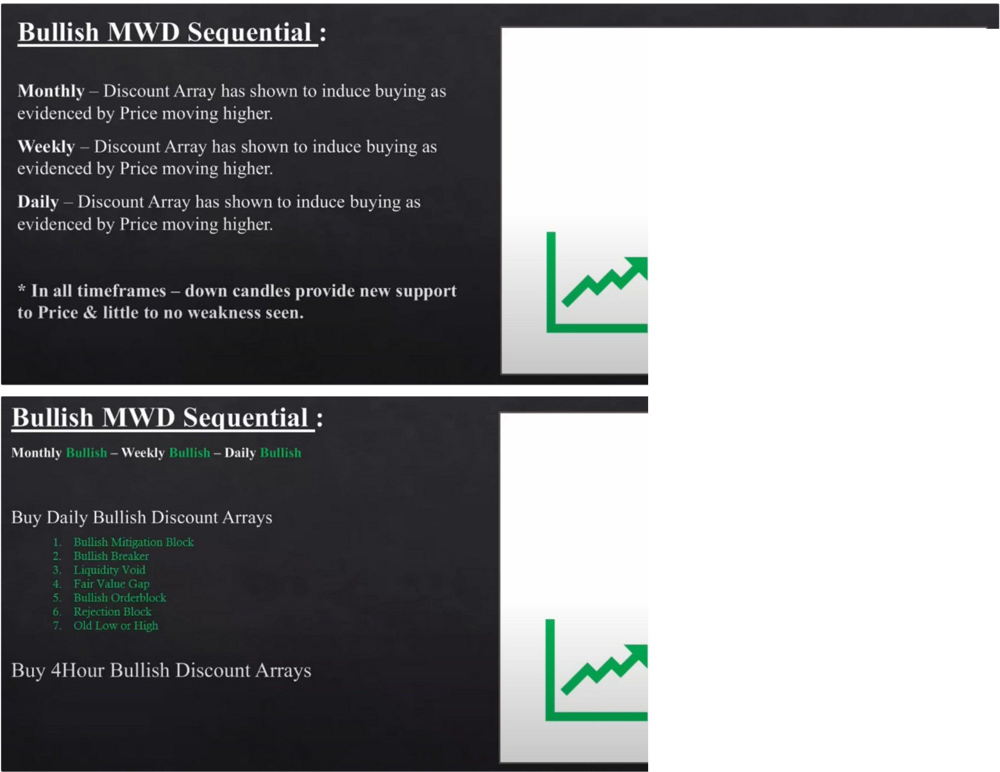 Bullish MWD Sequential :
Monthly – Discount Array has shown to induce buying as
evidenced by Price moving higher.
Weekly – Discount Array has shown to induce buying as
evidenced by Price moving higher.
Daily – Discount Array has shown to induce buying as
evidenced by Price moving higher.
* In all timeframes – down candles provide new support
to Price & little to no weakness seen.
Bullish MWD Sequential :
Monthly Bullish – Weekly Bullish – Daily Bullish
Buy Daily Bullish Discount Arrays
1. Bullish Mitigation Block
2. Bullish Breaker
3. Liquidity Void
4. Fair Value Gap
5. Bullish Orderblock
6. Rejection Block
7. Old Low or High
Buy 4Hour Bullish Discount Arrays